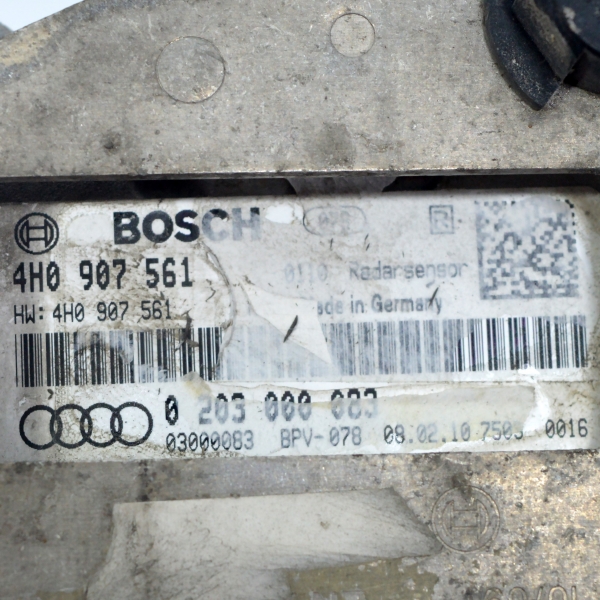 BOSCH
4H0 907 561 Radarsensor
HW: 4H0 907 561 in Germany
0 203 000 083
03000083 BPV-078 08.02.10 7503 0016